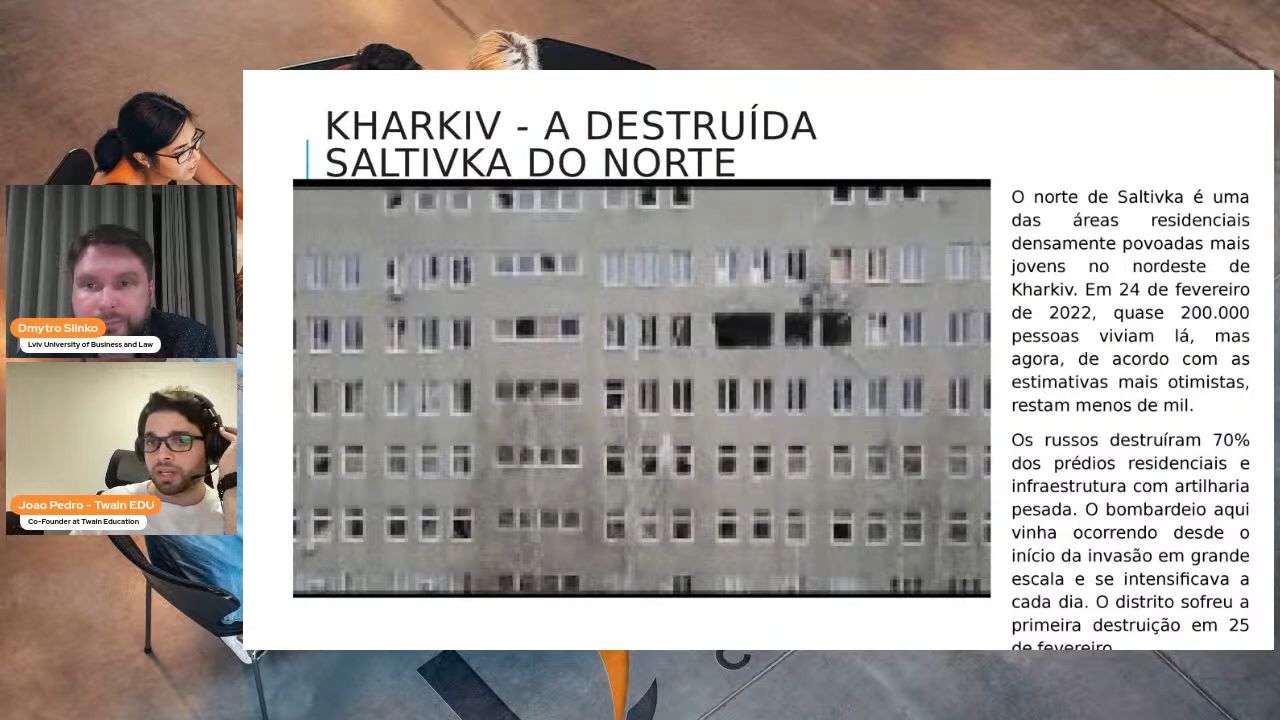 KHARKIV - A DESTRUÍDA
SALTIVKA DO NORTE
O norte de Saltivka é uma
das áreas residenciais
densamente povoadas mais
jovens no nordeste de
Kharkiv. Em 24 de fevereiro
de 2022, quase 200.000
pessoas viviam lá, mas
agora, de acordo com as
estimativas mais otimistas,
restam menos de mil.
Os russos destruíram 70%
dos prédios residenciais e
infraestrutura com artilharia
pesada. O bombardeio aqui
vinha ocorrendo desde o
início da invasão em grande
escala e se intensificava a
cada dia. O distrito sofreu a
primeira destruição em 25
de fevereiro
Dmytro Slinko
Lviv University of Business and Law
Joao Pedro - Twain EDU
Co-Founder at Twain Education